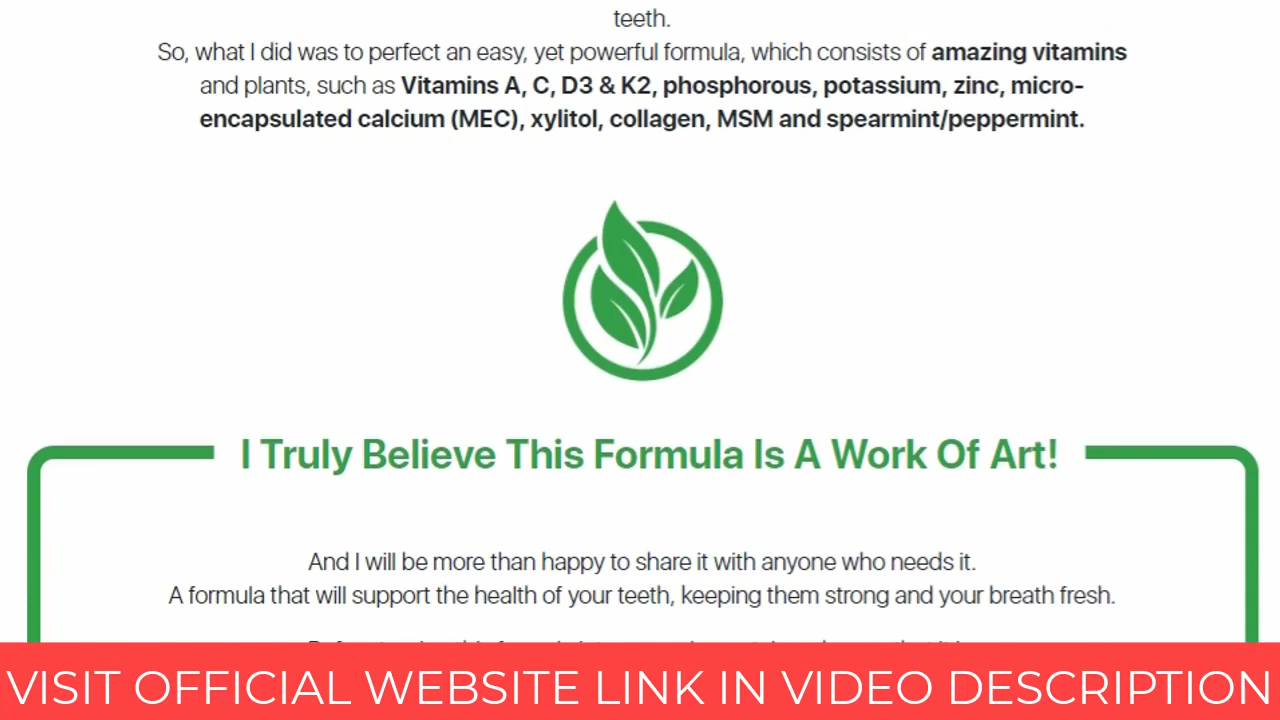 teeth.
So, what I did was to perfect an easy, yet powerful formula, which consists of amazing vitamins
and plants, such as Vitamins A, C, D3 & K2, phosphorous, potassium, zinc, micro-
encapsulated calcium (MEC), xylitol, collagen, MSM and spearmint/peppermint.
I Truly Believe This Formula Is A Work Of Art!
And I will be more than happy to share it with anyone who needs it.
A formula that will support the health of your teeth, keeping them strong and your breath fresh.
VISIT OFFICIAL WEBSITE LINK IN VIDEO DESCRIPTION